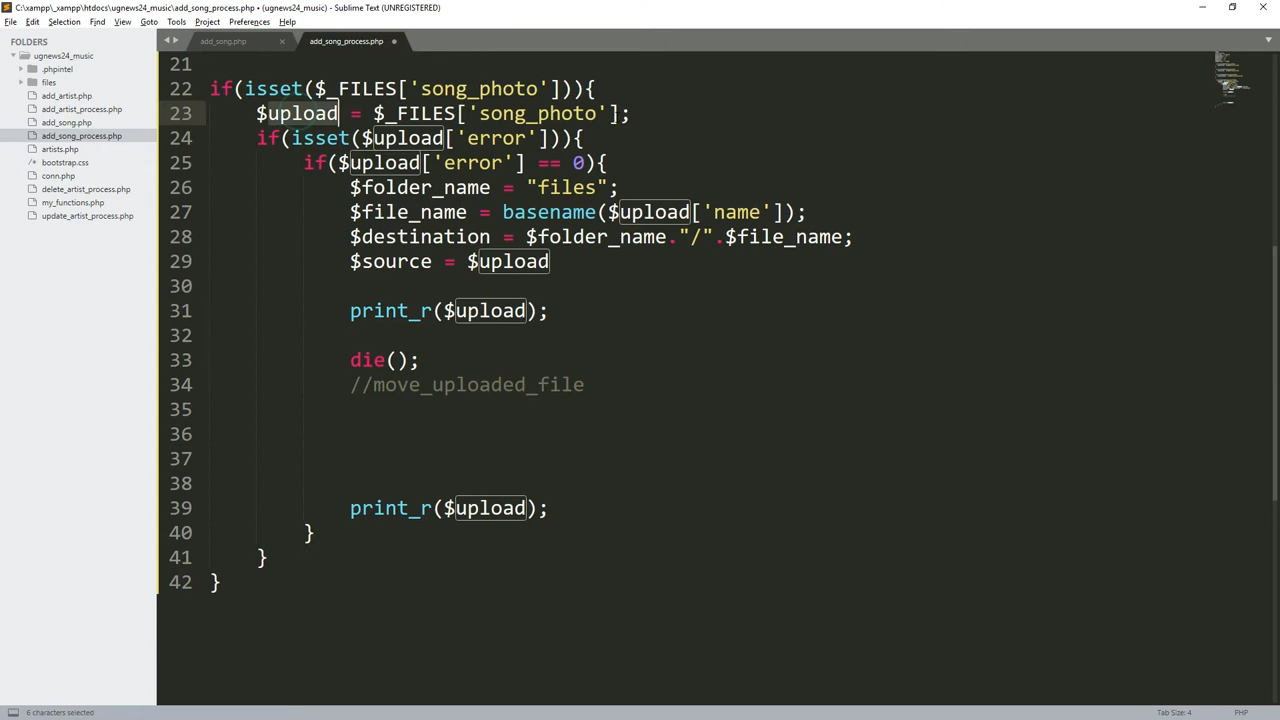 C:\xampp\_xampp\htdocs\ugnews24_music\add_song_process.php • (ugnews24_music) - Sublime Text (UNREGISTERED)
File Edit Selection Find View Goto Tools Project Preferences Help
FOLDERS
ugnews24_music
.phpintel
files
add_artist.php
add_artist_process.php
add_song.php
add_song_process.php
artists.php
bootstrap.css
conn.php
delete_artist_process.php
my_functions.php
update_artist_process.php
add_song.php × add_song_process.php
21
22 if(isset($_FILES['song_photo'])){
23 $upload = $_FILES['song_photo'];
24 if(isset($upload['error'])){
25 if($upload['error'] == 0){
26 $folder_name = "files";
27 $file_name = basename($upload['name']);
28 $destination = $folder_name."/".$file_name;
29 $source = $upload
30
31 print_r($upload);
32
33 die();
34 //move_uploaded_file
35
36
37
38
39 print_r($upload);
40 }
41 }
42 }
6 characters selected
Tab Size: 4
PHP